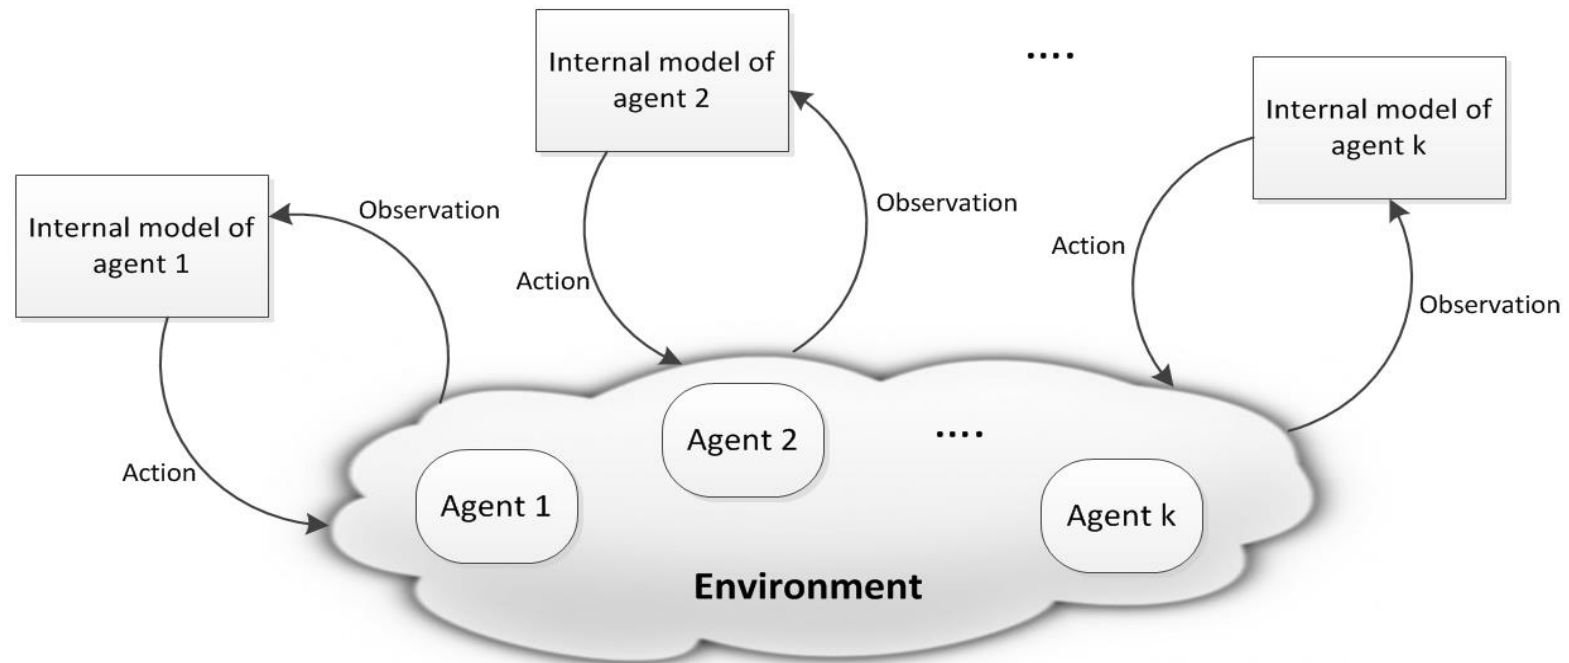 Internal model of
agent 2
....
Internal model of
agent k
Internal model of
agent 1
Observation
Observation
Action
Action
Observation
Action
Agent 1
Agent 2
....
Agent k
Environment